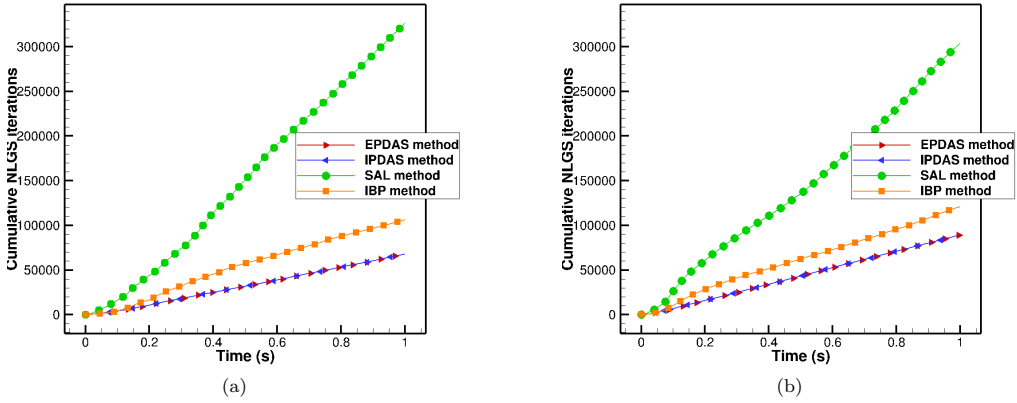 Cumulative NLGS iterations
300000
250000
200000
150000
100000
50000
0
0 0.2 0.4 0.6 0.8 1
Time (s)
EPDAS method
IPDAS method
SAL method
IBP method
(a)
Cumulative NLGS iterations
300000
250000
200000
150000
100000
50000
0
0 0.2 0.4 0.6 0.8 1
Time (s)
EPDAS method
IPDAS method
SAL method
IBP method
(b)